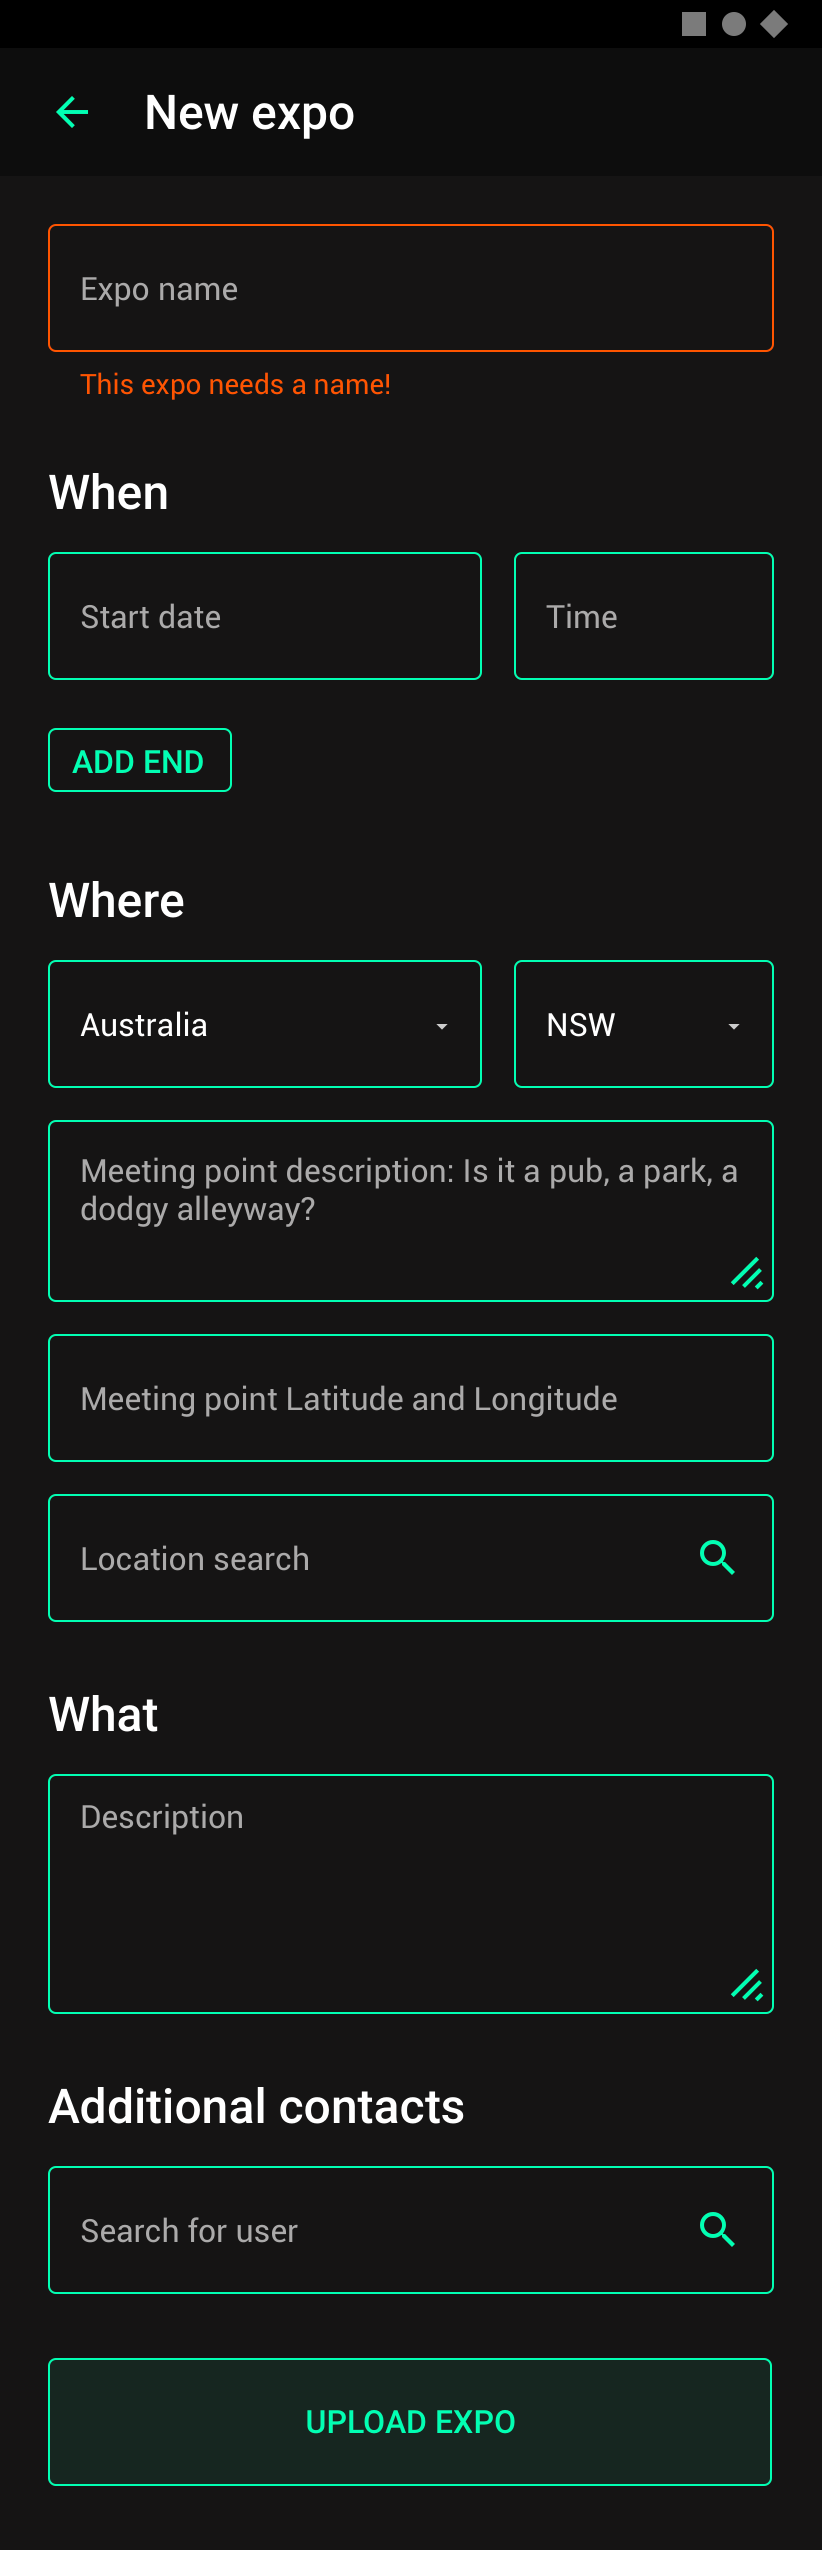 New expo
Expo name
This expo needs a name!
When
Start date
Time
ADD END
Where
Australia
NSW
Meeting point description: Is it a pub, a park, a
dodgy alleyway?
Meeting point Latitude and Longitude
Location search
What
Description
Additional contacts
Search for user
UPLOAD EXPO